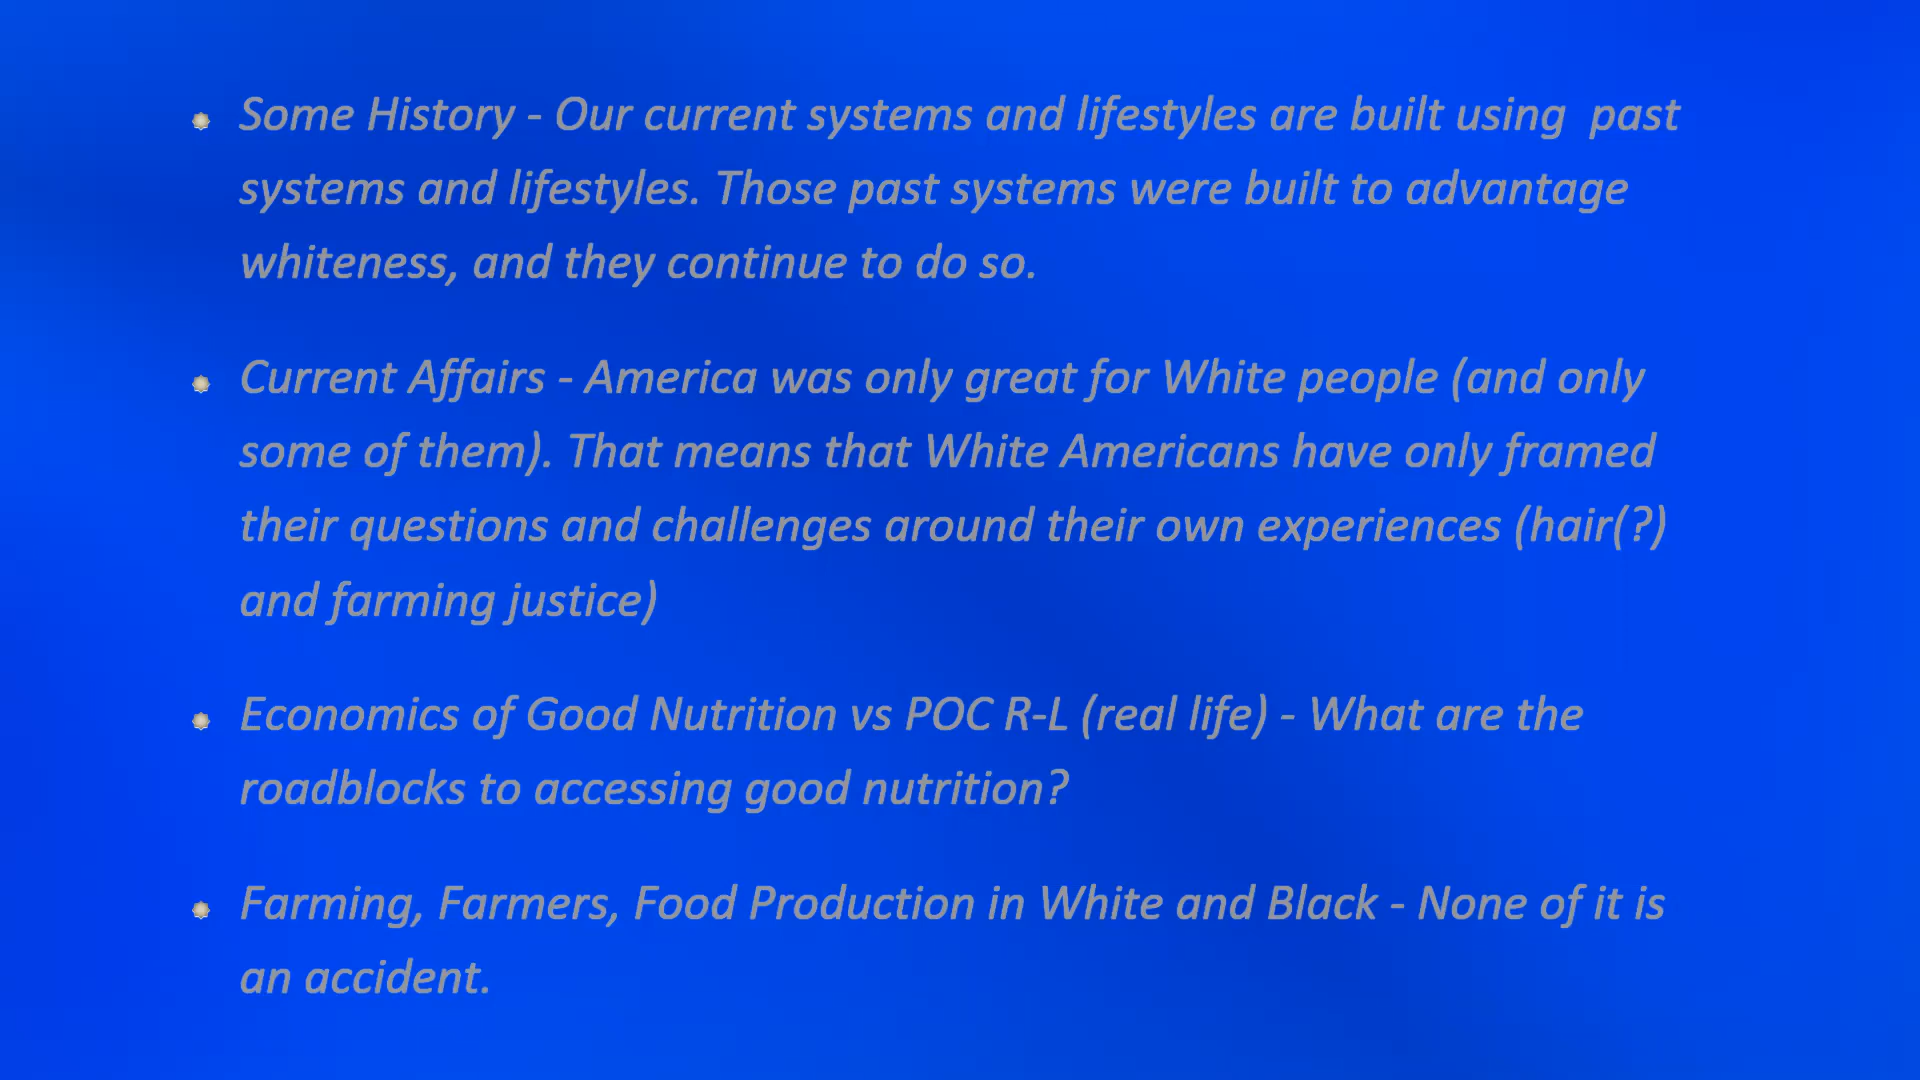 Some History - Our current systems and lifestyles are built using  past
systems and lifestyles. Those past systems were built to advantage
whiteness, and they continue to do so.
Current Affairs - America was only great for White people (and only
some of them). That means that White Americans have only framed
their questions and challenges around their own experiences (hair(?)
and farming justice)
Economics of Good Nutrition vs POC R-L (real life) - What are the
roadblocks to accessing good nutrition?
Farming, Farmers, Food Production in White and Black - None of it is
an accident.